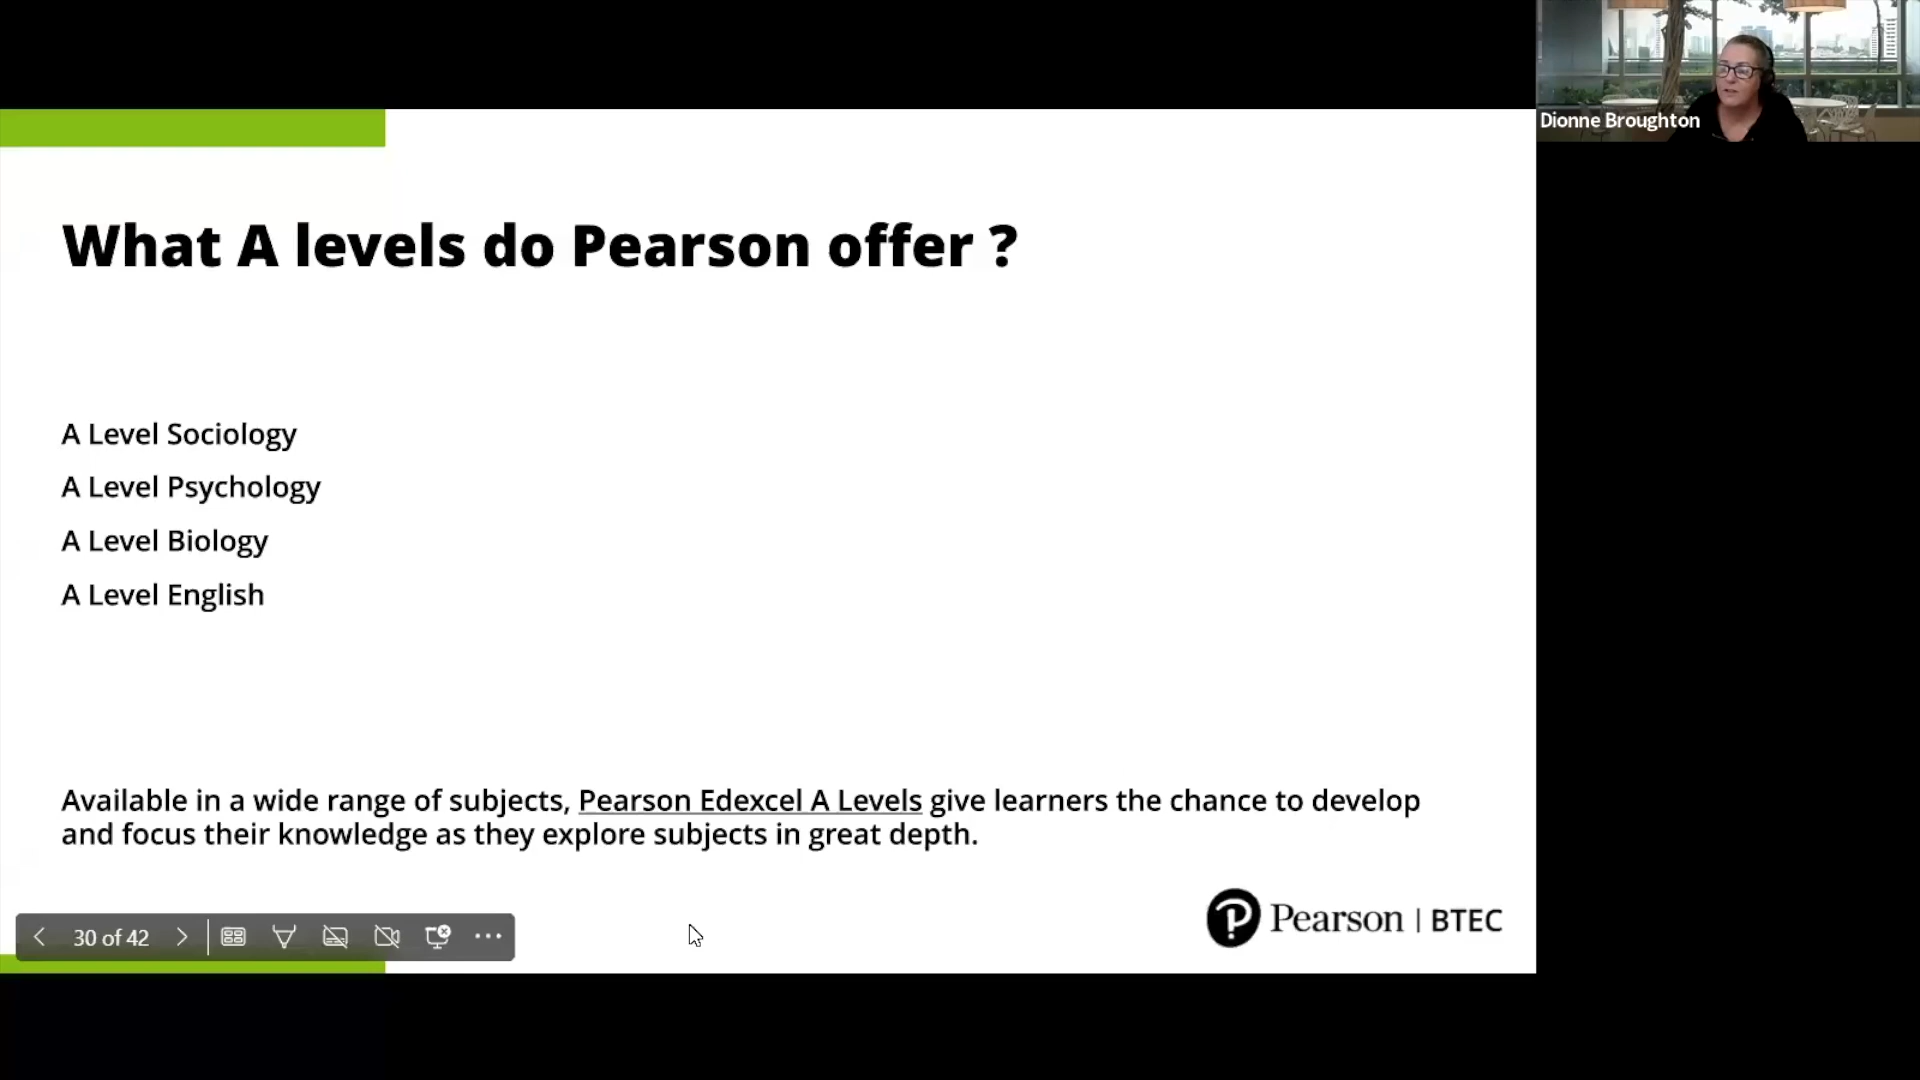 Dionne Broughton
What A levels do Pearson offer ?
A Level Sociology
A Level Psychology
A Level Biology
A Level English
Available in a wide range of subjects, Pearson Edexcel A Levels give learners the chance to develop
and focus their knowledge as they explore subjects in great depth.
30 of 42
Pearson | BTEC